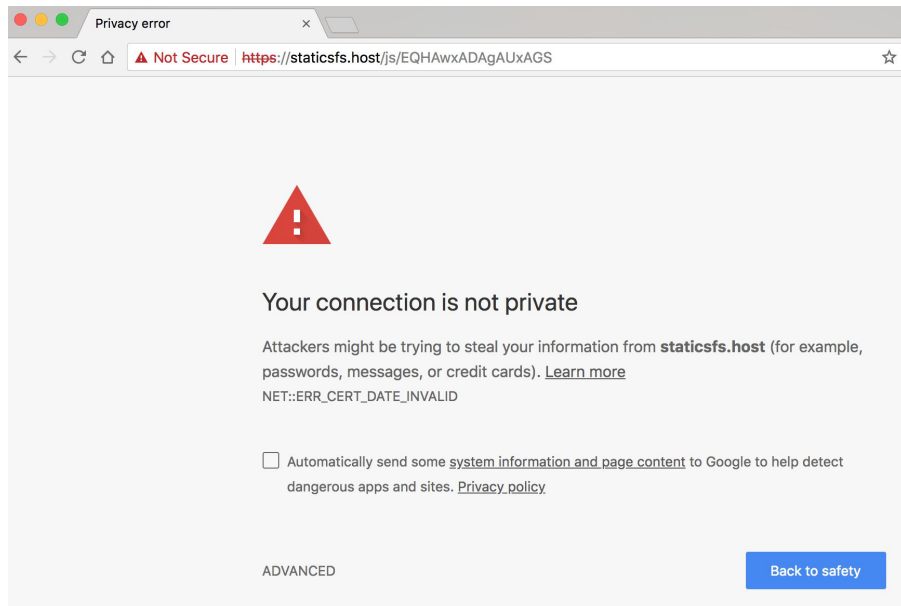 Privacy error
Not Secure https://staticsfs.host/js/EQHAwxADAgAUxAGS
Your connection is not private
Attackers might be trying to steal your information from staticsfs.host (for example,
passwords, messages, or credit cards). Learn more
NET::ERR_CERT_DATE_INVALID
Automatically send some system information and page content to Google to help detect
dangerous apps and sites. Privacy policy
ADVANCED Back to safety